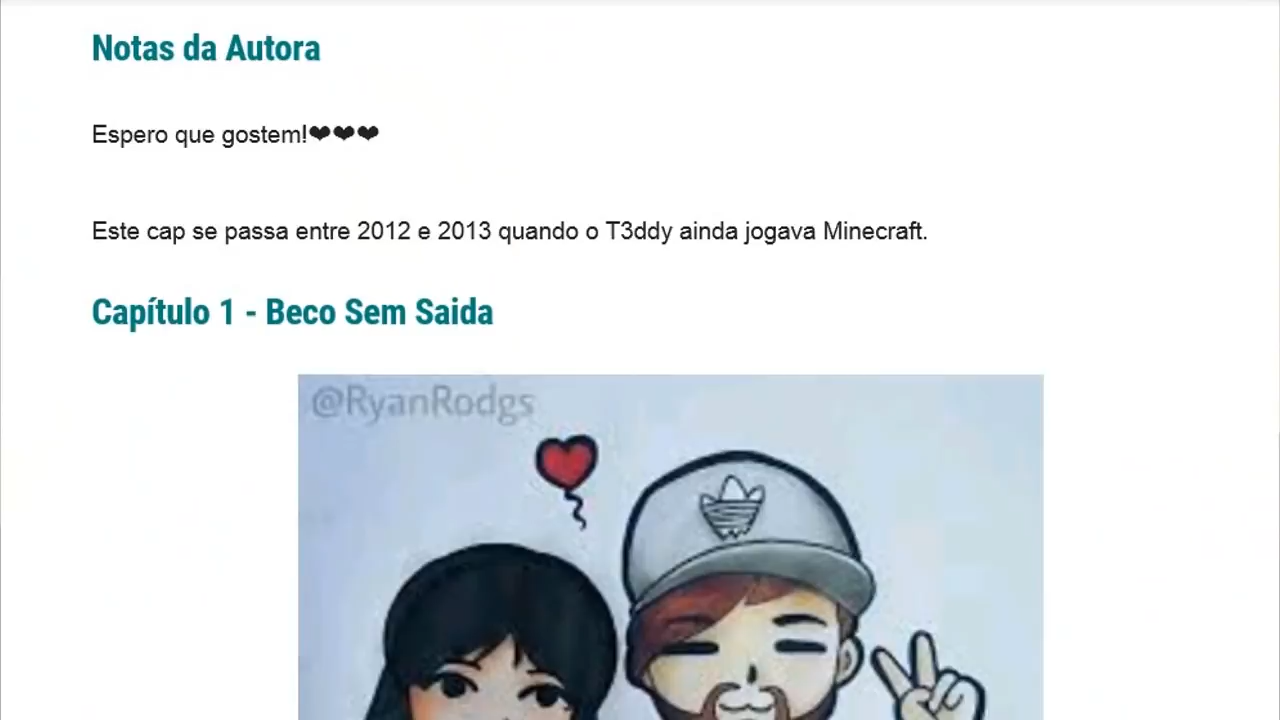 Notas da Autora
Espero que gostem!❤❤❤
Este cap se passa entre 2012 e 2013 quando o T3ddy ainda jogava Minecraft.
Capítulo 1 - Beco Sem Saida
@RyanRodgs